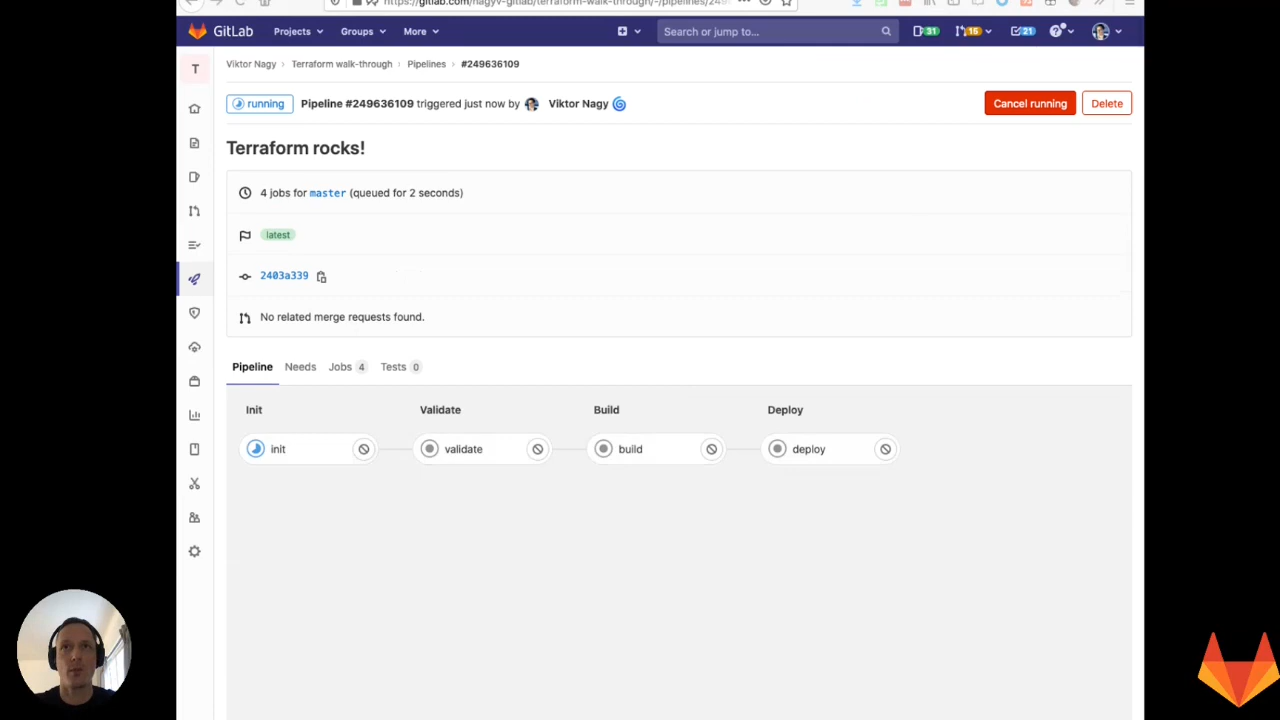 GitLab Projects Groups More Search or jump to... 31 15 21
Viktor Nagy > Terraform walk-through > Pipelines > #249636109
T
running Pipeline #249636109 triggered just now by Viktor Nagy Cancel running Delete
Terraform rocks!
4 jobs for master (queued for 2 seconds)
latest
2403a339
No related merge requests found.
Pipeline Needs Jobs 4 Tests 0
Init Validate Build Deploy
init validate build deploy